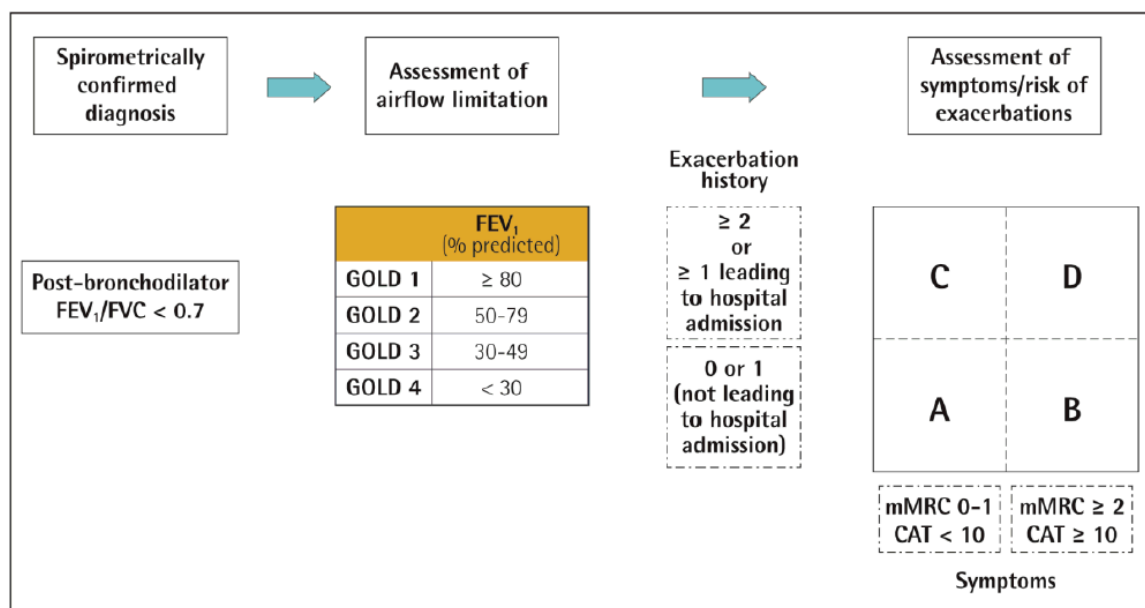 Spirometrically
confirmed
diagnosis
Assessment of
airflow limitation
Assessment of
symptoms/risk of
exacerbations
Post-bronchodilator
FEV₁/FVC < 0.7
FEV₁
(% predicted)
GOLD 1 ≥ 80
GOLD 2 50-79
GOLD 3 30-49
GOLD 4 < 30
Exacerbation
history
≥ 2
or
≥ 1 leading
to hospital
admission
0 or 1
(not leading
to hospital
admission)
C D
A B
mMRC 0-1
CAT < 10
mMRC ≥ 2
CAT ≥ 10
Symptoms